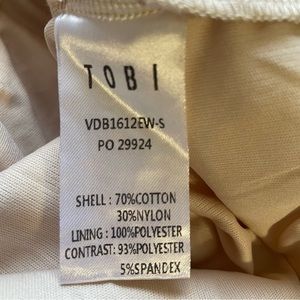 TOBI
VDB1612EW-S
PO 29924
SHELL : 70%COTTON
30%NYLON
LINING : 100%POLYESTER
CONTRAST: 93%POLYESTER
5%SPANDEX